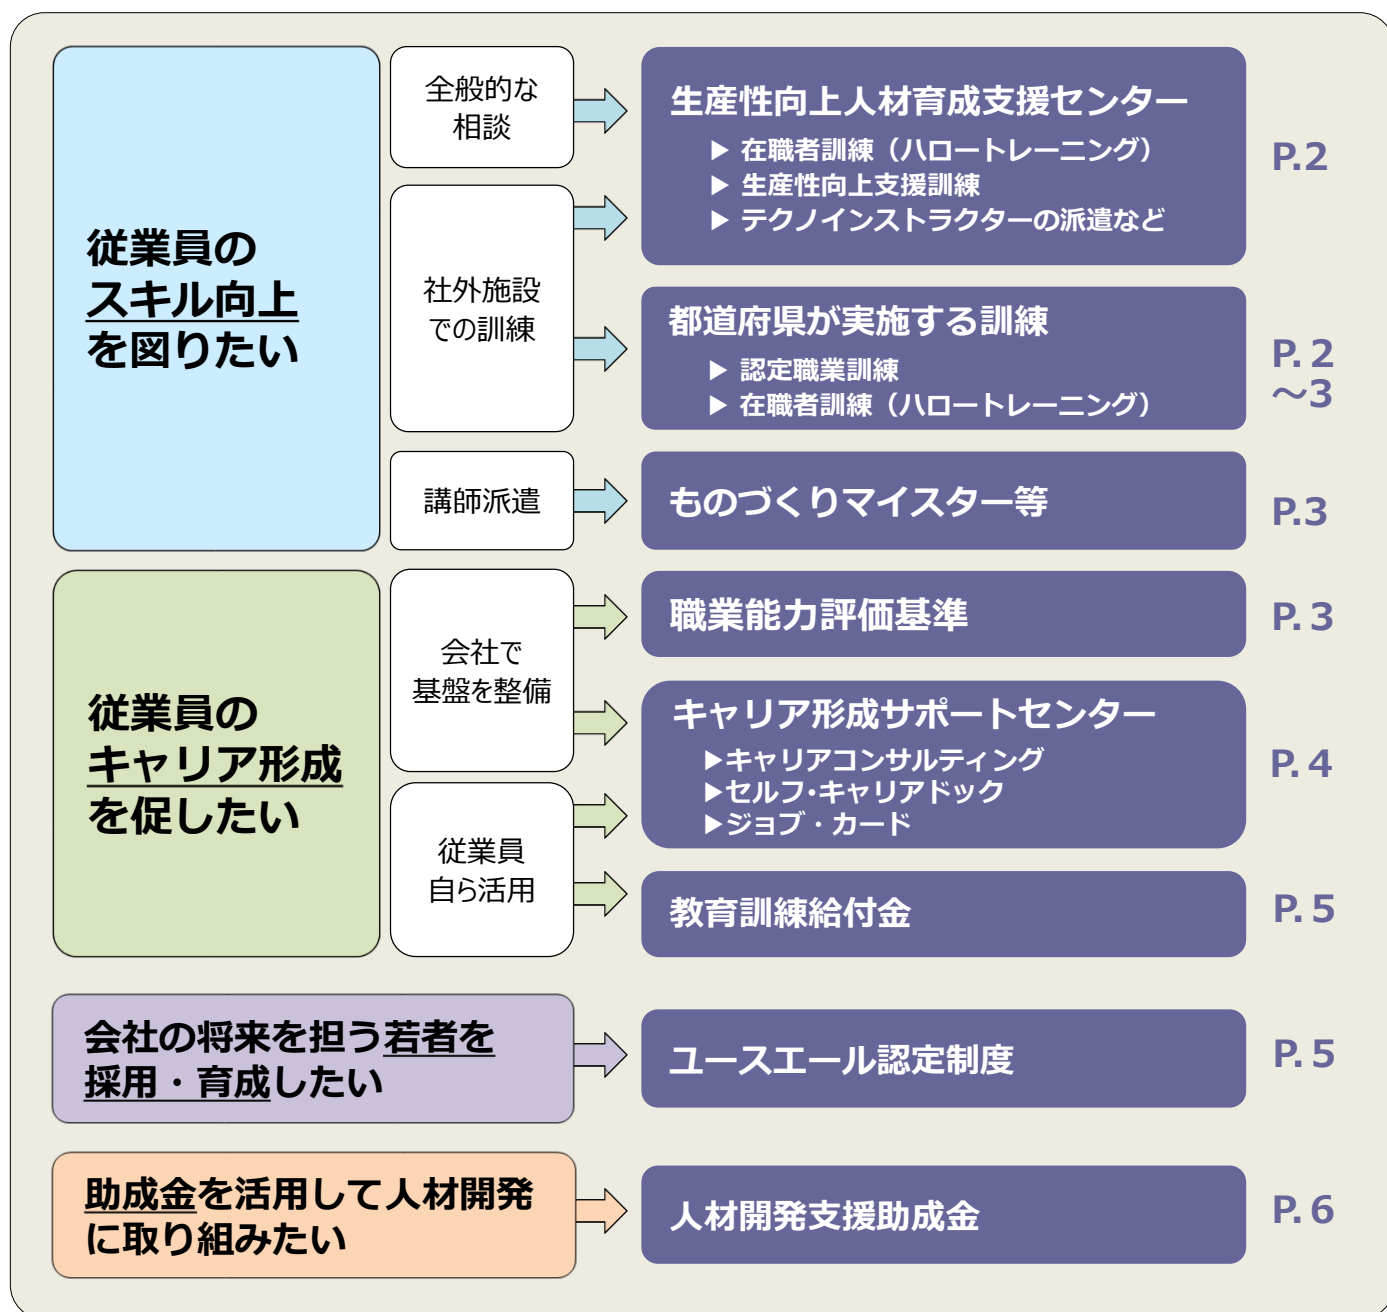 従業員の
スキル向上
を図りたい
全般的な
相談
生産性向上人材育成支援センター
▶ 在職者訓練（ハロートレーニング）
▶ 生産性向上支援訓練
▶ テクノインストラクターの派遣など
P.2
社外施設
での訓練
都道府県が実施する訓練
▶ 認定職業訓練
▶ 在職者訓練（ハロートレーニング）
P.2
～3
講師派遣
ものづくりマイスター等
P.3
従業員の
キャリア形成
を促したい
会社で
基盤を整備
職業能力評価基準
P.3
キャリア形成サポートセンター
▶キャリアコンサルティング
▶セルフ・キャリアドック
▶ジョブ・カード
P.4
従業員
自ら活用
教育訓練給付金
P.5
会社の将来を担う若者を
採用・育成したい
ユースエール認定制度
P.5
助成金を活用して人材開発
に取り組みたい
人材開発支援助成金
P.6